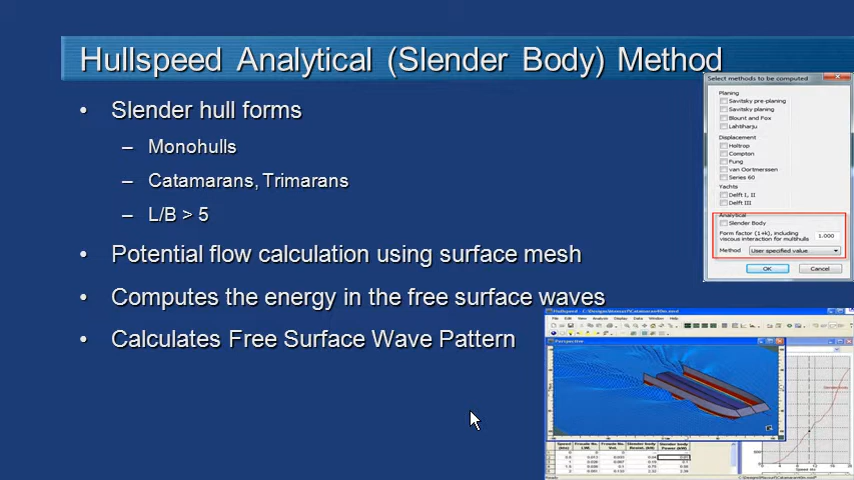 Hullspeed Analytical (Slender Body) Method
• Slender hull forms
– Monohulls
– Catamarans, Trimarans
– L/B > 5
• Potential flow calculation using surface mesh
• Computes the energy in the free surface waves
• Calculates Free Surface Wave Pattern
Select methods to be computed
Planing
Savitsky pre-planing
Savitsky planing
Blount and Fox
Lahtiharju
Displacement
Holtrop
Compton
Fung
van Oortmerssen
Series 60
Yachts
Delft I, II
Delft III
Analytical
Slender Body
Form factor (1+k), including
viscous interaction for multihulls
1.000
Method
User specified value
OK
Cancel
Perspective